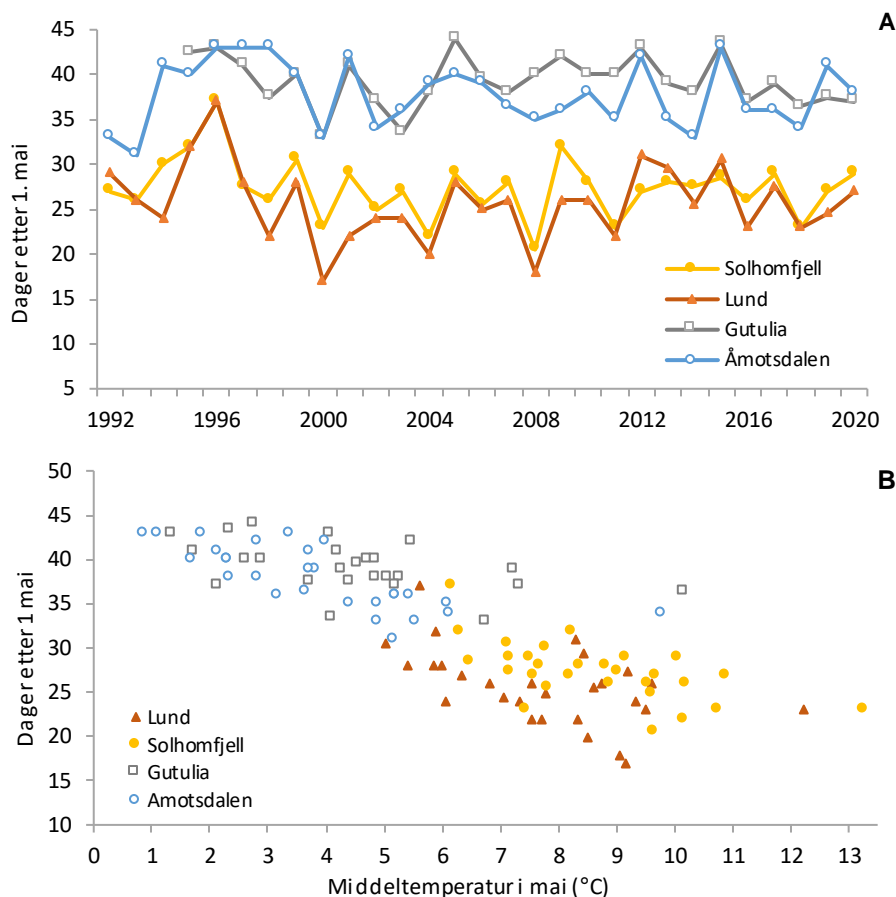 A
Dager etter 1. mai
45
40
35
30
25
20
15
10
5
Solhomfjell
Lund
Gutulia
Åmotsdalen
1992 1996 2000 2004 2008 2012 2016 2020
B
Dager etter 1 mai
50
45
40
35
30
25
20
15
10
Lund
Solhomfjell
Gutulia
Amotsdalen
0 1 2 3 4 5 6 7 8 9 10 11 12 13
Middeltemperatur i mai (°C)